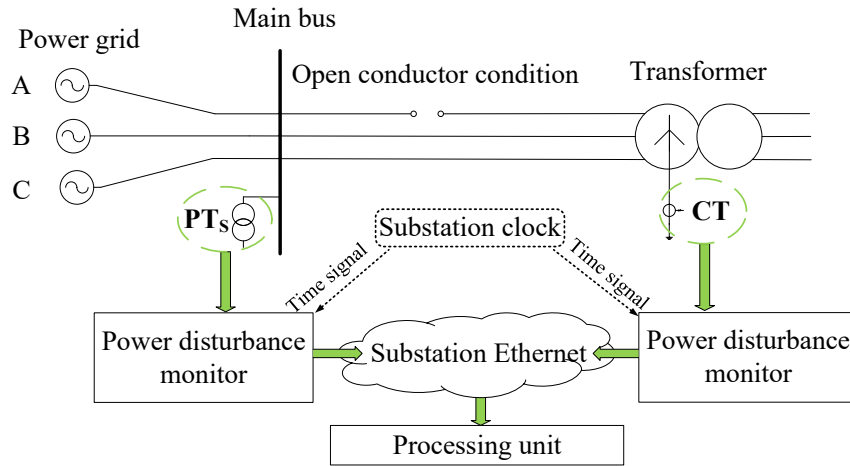 Main bus
Power grid
Open conductor condition
Transformer
A
B
C
PTs
CT
Substation clock
Time signal
Time signal
Power disturbance
monitor
Substation Ethernet
Power disturbance
monitor
Processing unit